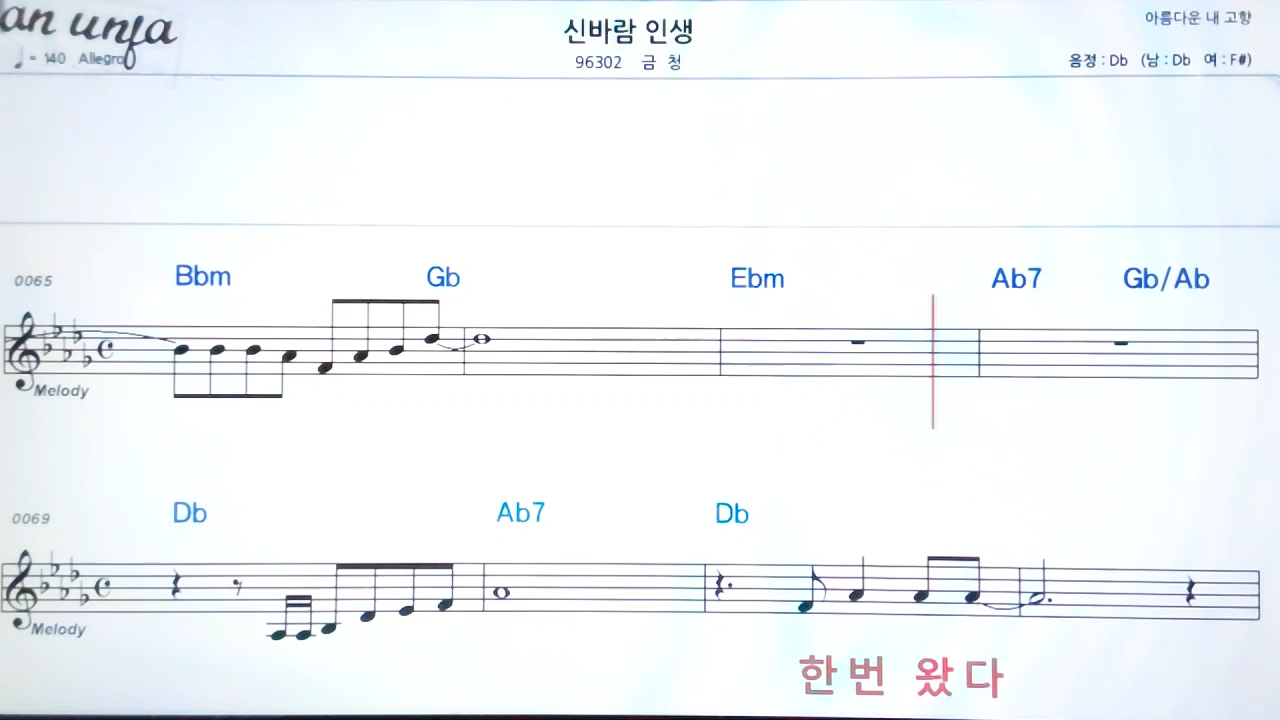 an unja
♩ = 140 Allegro
신바람 인생
96302 금 청
아름다운 내 고향
음정 : Db (남 : Db 여 : F#)
0065 Bbm Gb Ebm Ab7 Gb/Ab
Melody
0069 Db Ab7 Db
Melody
한번 왔다